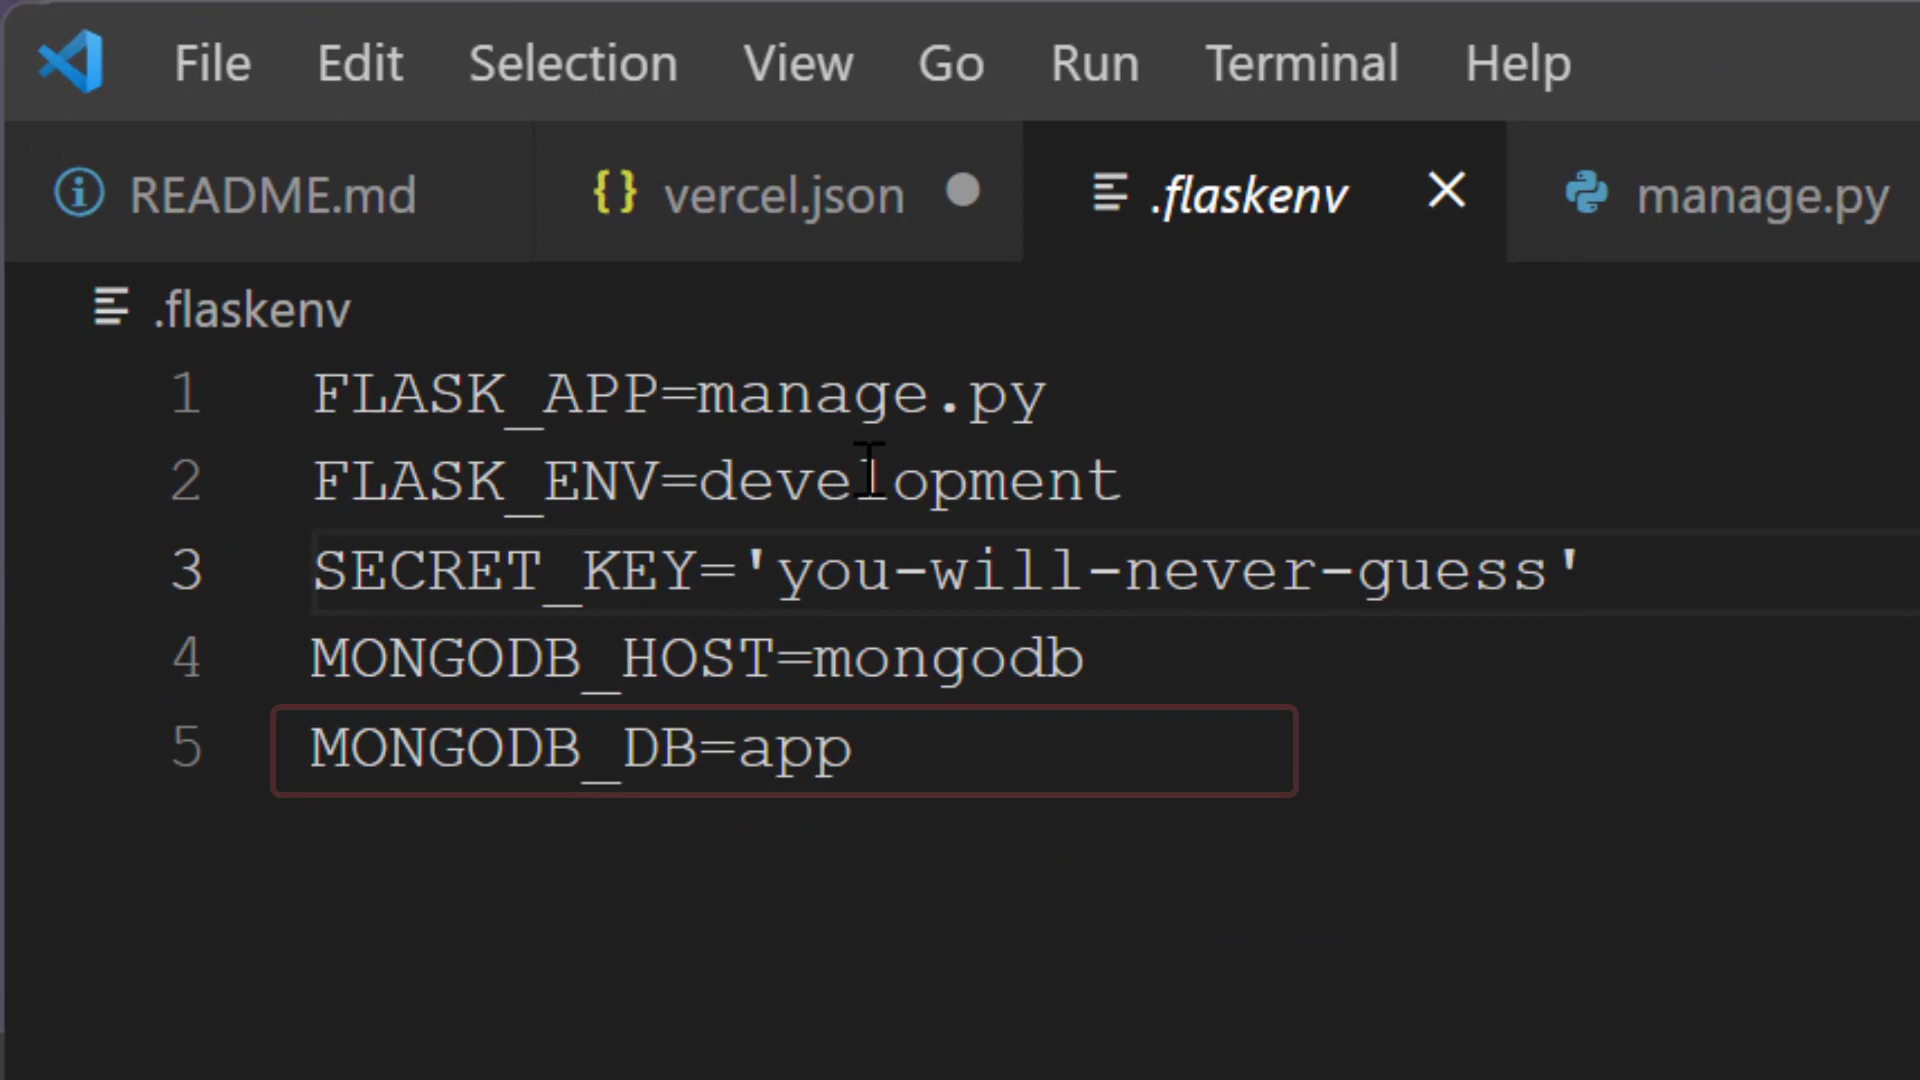 File Edit Selection View Go Run Terminal Help
README.md {} vercel.json .flaskenv manage.py
.flaskenv
1 FLASK_APP=manage.py
2 FLASK_ENV=development
3 SECRET_KEY='you-will-never-guess'
4 MONGODB_HOST=mongodb
5 MONGODB_DB=app